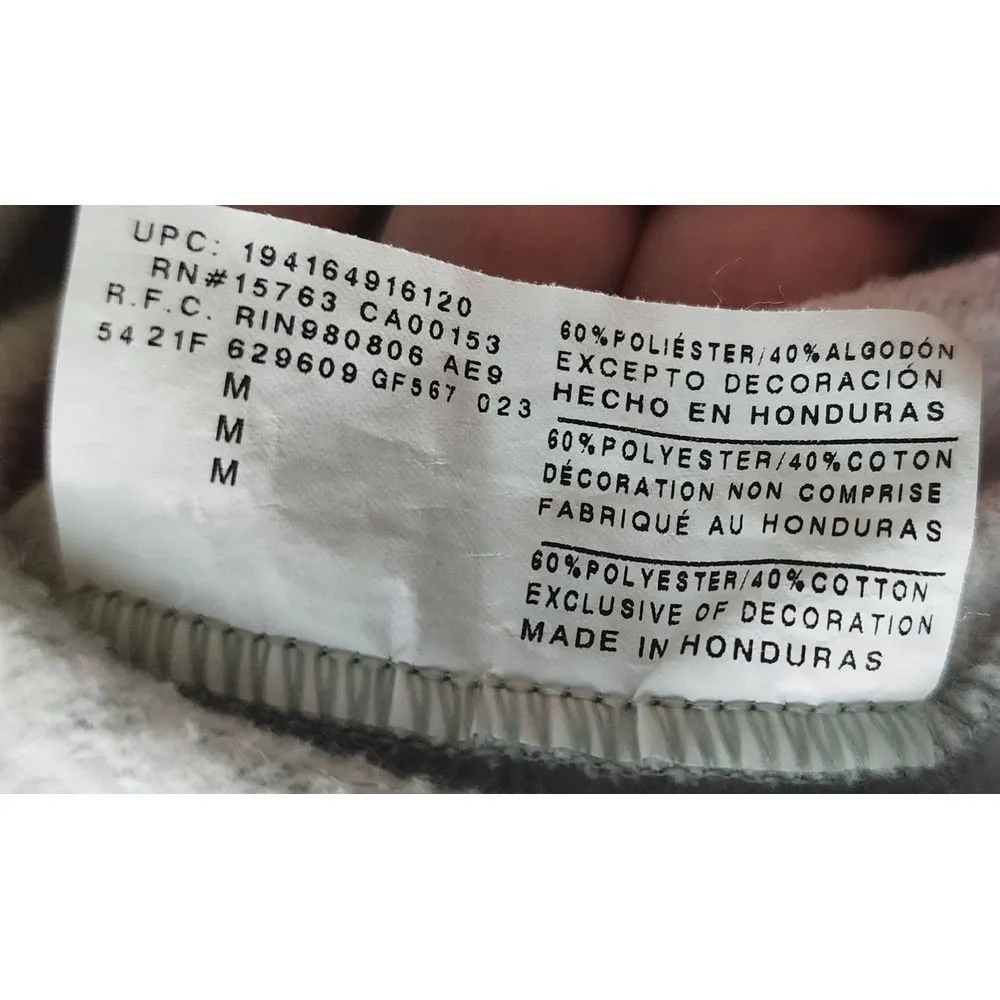 UPC: 194164916120
RN#15763 CA00153
R.F.C. RIN980806 AE9
5421F 629609 GF567 023
M
M
M
60%POLIÉSTER/40%ALGODÓN
EXCEPTO DECORACIÓN
HECHO EN HONDURAS
60%POLYESTER/40%COTON
DÉCORATION NON COMPRISE
FABRIQUÉ AU HONDURAS
60%POLYESTER/40%COTTON
EXCLUSIVE OF DECORATION
MADE IN HONDURAS